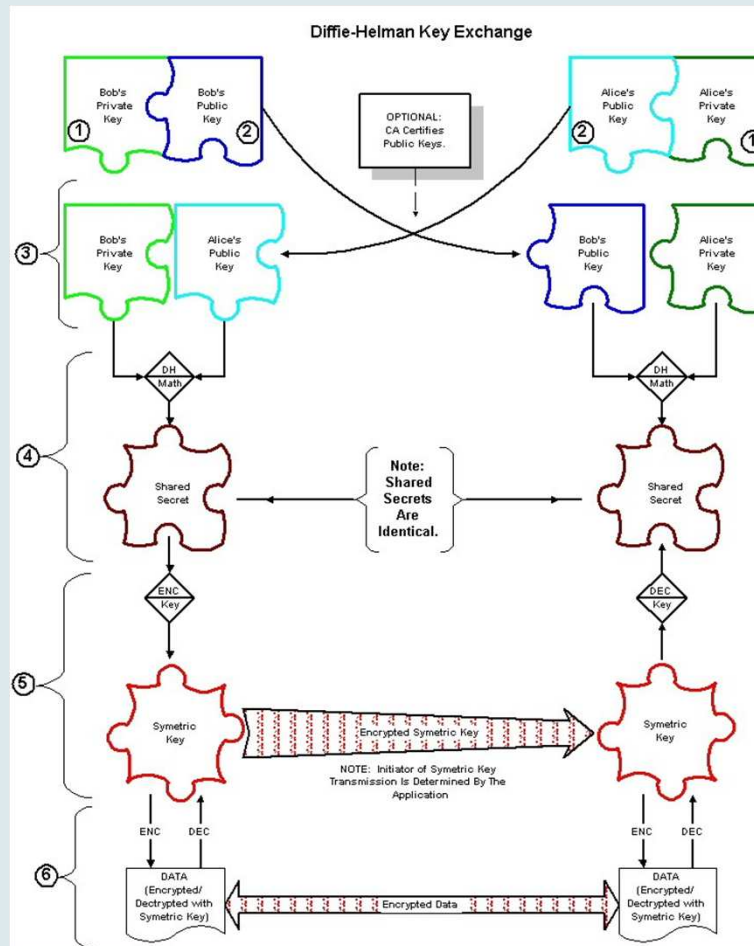 Diffie-Helman Key Exchange
Bob's
Private
Key
1
Bob's
Public
Key
2
OPTIONAL:
CA Certifies
Public Keys.
Alice's
Public
Key
2
Alice's
Private
Key
1
3
Bob's
Private
Key
Alice's
Public
Key
Bob's
Public
Key
Alice's
Private
Key
DH
Math
DH
Math
4
Shared
Secret
Note:
Shared
Secrets
Are
Identical.
Shared
Secret
ENC
Key
DEC
Key
5
Symetric
Key
Encrypted Symetric Key
Symetric
Key
NOTE: Initiator of Symetric Key
Transmission Is Determined By The
Application
ENC
DEC
ENC
DEC
6
DATA
(Encrypted/
Dectrypted with
Symetric Key)
Encrypted Data
DATA
(Encrypted/
Dectrypted with
Symetric Key)